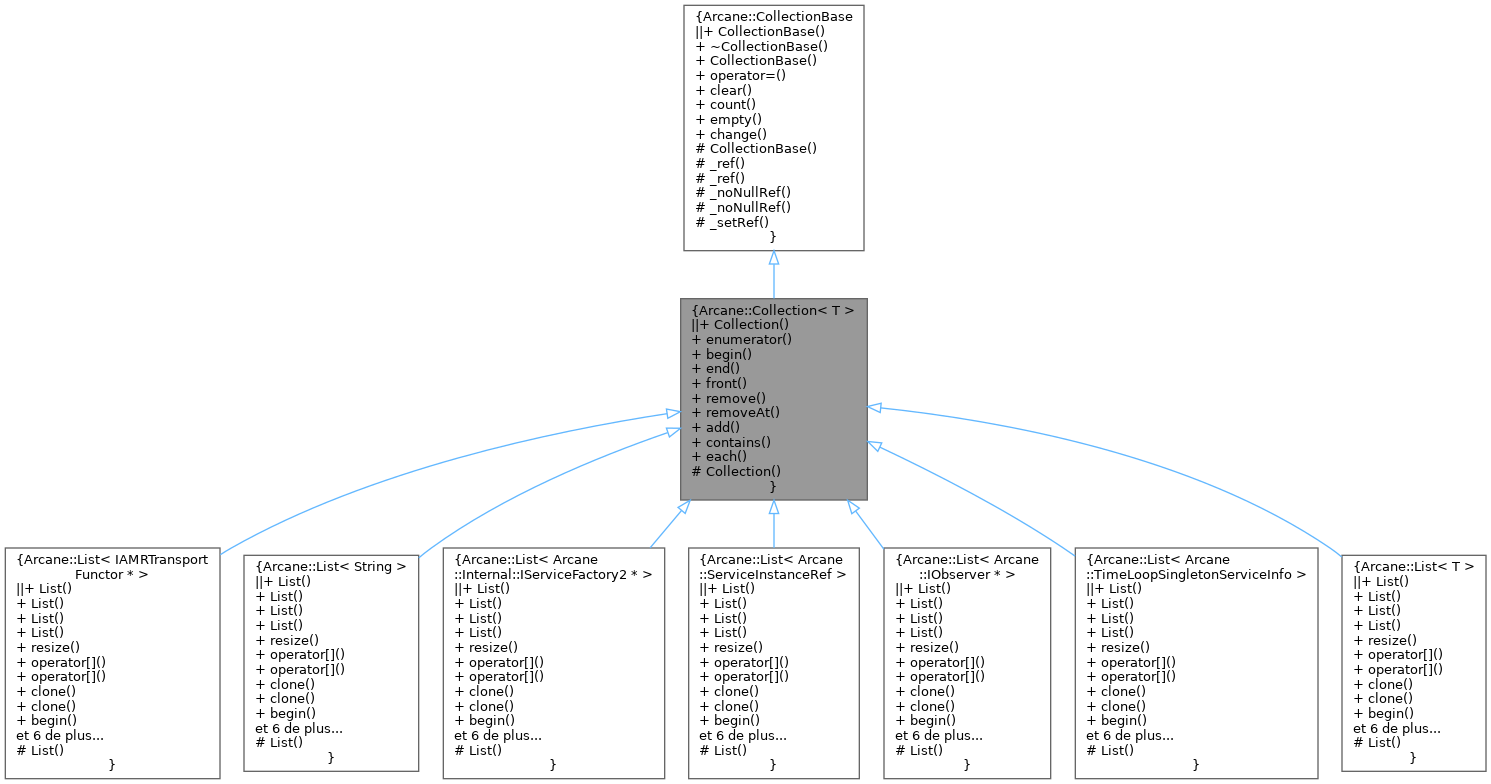 {Arcane::CollectionBase
||+ CollectionBase()
+ ~CollectionBase()
+ CollectionBase()
+ operator=()
+ clear()
+ count()
+ empty()
+ change()
# CollectionBase()
# _ref()
# _ref()
# _noNullRef()
# _noNullRef()
# _setRef()
}
{Arcane::Collection< T >
||+ Collection()
+ enumerator()
+ begin()
+ end()
+ front()
+ remove()
+ removeAt()
+ add()
+ contains()
+ each()
# Collection()
}
{Arcane::List< IAMRTransport
Functor * >
||+ List()
+ List()
+ List()
+ List()
+ resize()
+ operator[]()
+ operator[]()
+ clone()
+ clone()
+ begin()
et 6 de plus...
# List()
}
{Arcane::List< String >
||+ List()
+ List()
+ List()
+ List()
+ resize()
+ operator[]()
+ operator[]()
+ clone()
+ clone()
+ begin()
et 6 de plus...
# List()
}
{Arcane::List< Arcane
::Internal::IServiceFactory2 * >
||+ List()
+ List()
+ List()
+ List()
+ resize()
+ operator[]()
+ operator[]()
+ clone()
+ clone()
+ begin()
et 6 de plus...
# List()
}
{Arcane::List< Arcane
::ServiceInstanceRef >
||+ List()
+ List()
+ List()
+ List()
+ resize()
+ operator[]()
+ operator[]()
+ clone()
+ clone()
+ begin()
et 6 de plus...
# List()
}
{Arcane::List< Arcane
::IObserver * >
||+ List()
+ List()
+ List()
+ List()
+ resize()
+ operator[]()
+ operator[]()
+ clone()
+ clone()
+ begin()
et 6 de plus...
# List()
}
{Arcane::List< Arcane
::TimeLoopSingletonServiceInfo >
||+ List()
+ List()
+ List()
+ List()
+ resize()
+ operator[]()
+ operator[]()
+ clone()
+ clone()
+ begin()
et 6 de plus...
# List()
}
{Arcane::List< T >
||+ List()
+ List()
+ List()
+ List()
+ resize()
+ operator[]()
+ operator[]()
+ clone()
+ clone()
+ begin()
et 6 de plus...
# List()
}